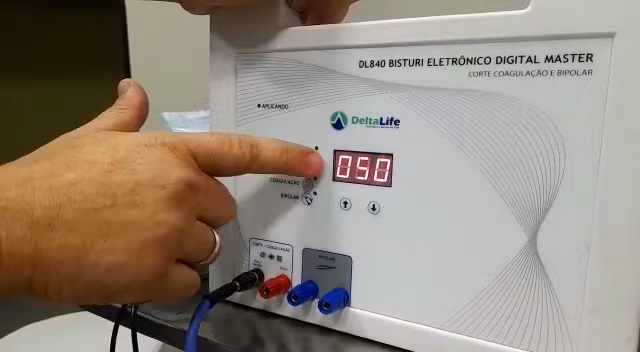 DL840 BISTURI ELETRÔNICO DIGITAL MASTER
CORTE COAGULAÇÃO E BIPOLAR
APLICANDO
DeltaLife
050
COAGULAÇÃO
BIPOLAR
CORTE / COAGULAÇÃO
BIPOLAR